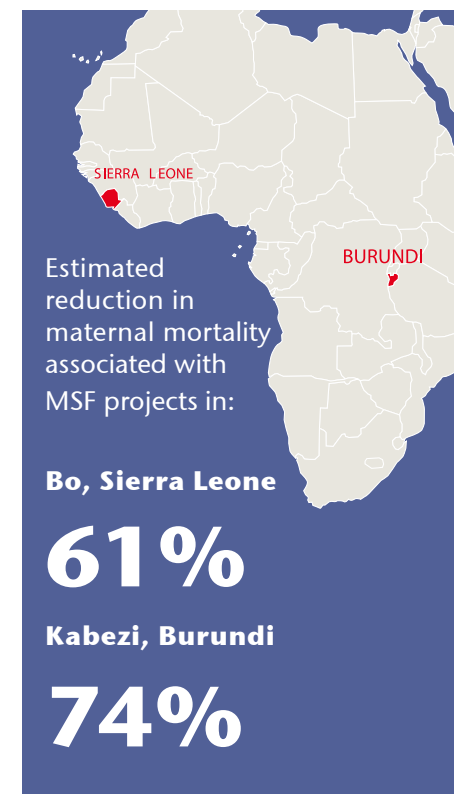 SIERRA LEONE
BURUNDI
Estimated
reduction in
maternal mortality
associated with
MSF projects in:
Bo, Sierra Leone
61%
Kabezi, Burundi
74%